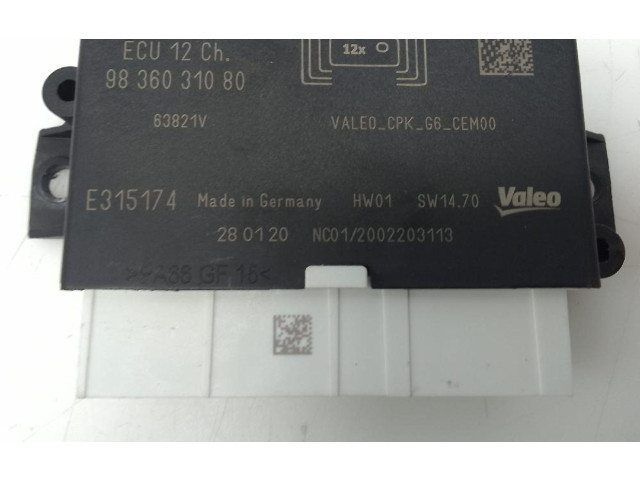 ECU 12 Ch.
98 360 310 80
12x
63821V
VALEO_CPK_G6_CEM00
E315174 Made in Germany HW01 SW14.70 Valeo
28 01 20 NC01/2002203113